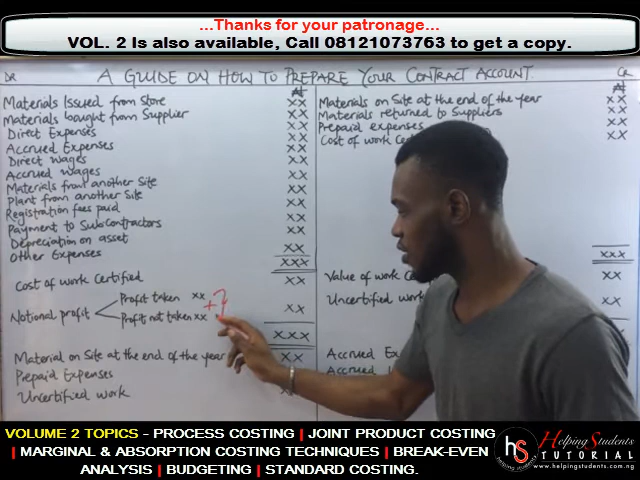 ...Thanks for your patronage...
VOL. 2 Is also available, Call 08121073763 to get a copy.
DR A GUIDE ON HOW TO PREPARE YOUR CONTRACT ACCOUNT CR
Materials Issued from Store XX
Materials bought from Supplier XX
Direct Expenses XX
Accrued Expenses XX
Direct Wages XX
Accrued wages XX
Materials from another Site XX
Plant from another Site XX
Registration fees paid XX
Payment to Sub Contractors XX
Depreciation on asset XX
Other Expenses XX
XXX
Cost of work Certified XX
Notional profit XX
Profit taken XX
Profit not taken XX
+
XXX
Material on Site at the end of the year XX
Prepaid Expenses
Uncertified work
Materials on Site at the end of the year XX
Materials returned to Suppliers XX
Prepaid expenses XX
Cost of work XX
XXX
Value of work XX
Uncertified work XX
Accrued
Accrued
VOLUME 2 TOPICS - PROCESS COSTING | JOINT PRODUCT COSTING
| MARGINAL & ABSORPTION COSTING TECHNIQUES | BREAK-EVEN
ANALYSIS | BUDGETING | STANDARD COSTING.
hs
Helping Students
TUTORIAL
www.helpingstudents.com.ng